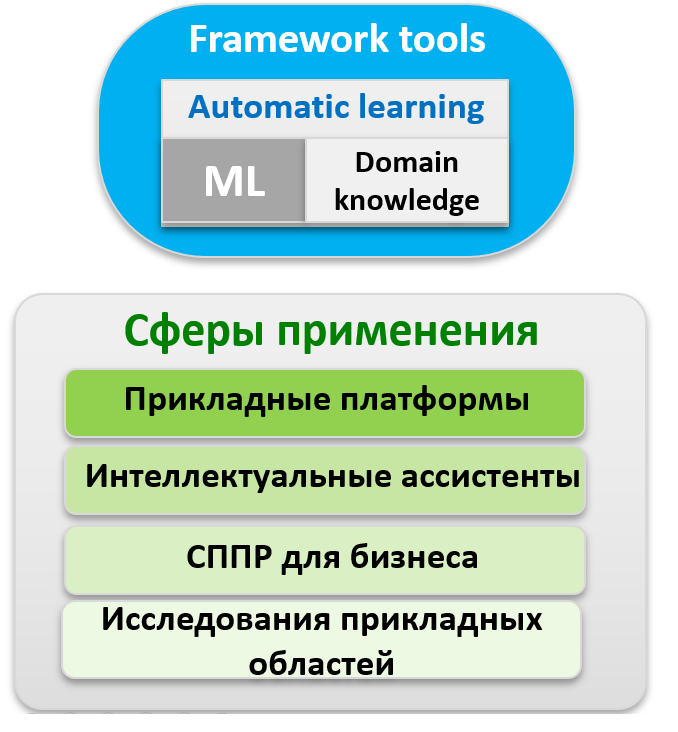 Framework tools
Automatic learning
ML
Domain
knowledge
Сферы применения
Прикладные платформы
Интеллектуальные ассистенты
СППР для бизнеса
Исследования прикладных
областей